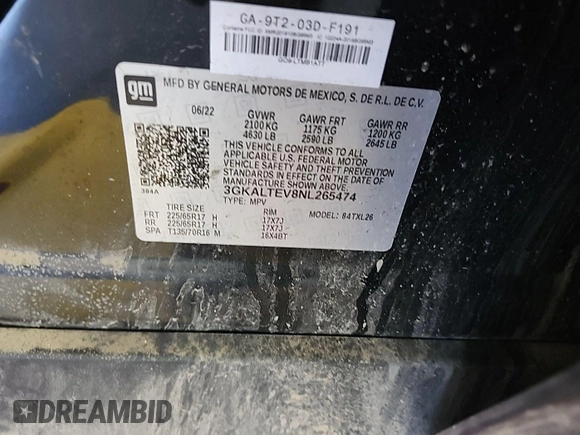 GA-9T2-03D-F191
GO9-LTMB1A7T
gm
MFD BY GENERAL MOTORS DE MEXICO, S. DE R.L. DE C.V.
06/22 GVWR GAWR FRT GAWR RR
2100 KG 1175 KG 1200 KG
4630 LB 2590 LB 2645 LB
THIS VEHICLE CONFORMS TO ALL
APPLICABLE U.S. FEDERAL MOTOR
VEHICLE SAFETY AND THEFT
PREVENTION STANDARDS IN EFFECT ON
THE DATE OF MANUFACTURE SHOWN ABOVE.
384A
3GKALTEV8NL265474
TYPE: MPV MODEL: 84TXL26
TIRE SIZE RIM
FRT 225/65R17 H 17X7J
RR 225/65R17 H 17X7J
SPA T135/70R16 M 16X4BT
DREAMBID